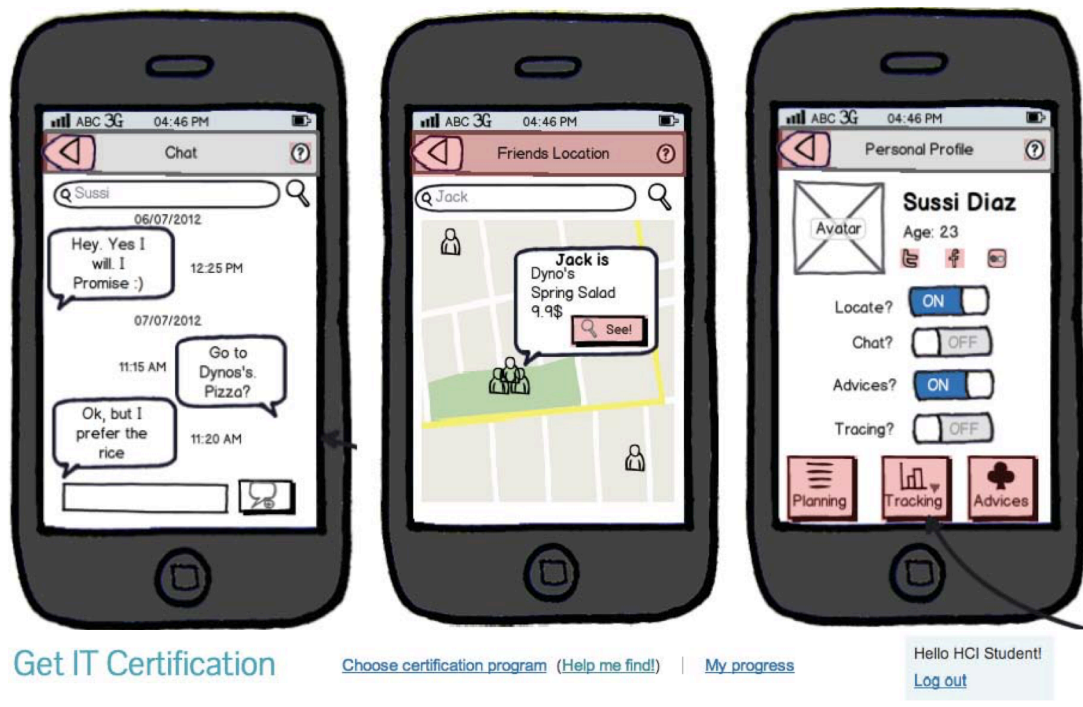 ABC 3G 04:46 PM
Chat ?
Sussi
06/07/2012
Hey. Yes I
will. I
Promise :)
12:25 PM
07/07/2012
11:15 AM
Go to
Dynos's.
Pizza?
Ok, but I
prefer the
rice
11:20 AM
ABC 3G 04:46 PM
Friends Location ?
Jack
Jack is
Dyno's
Spring Salad
9.9$
See!
ABC 3G 04:46 PM
Personal Profile ?
Avatar
Sussi Diaz
Age: 23
t f
Locate? ON
Chat? OFF
Advices? ON
Tracing? OFF
Planning Tracking Advices
Get IT Certification
Choose certification program (Help me find!) | My progress
Hello HCI Student!
Log out